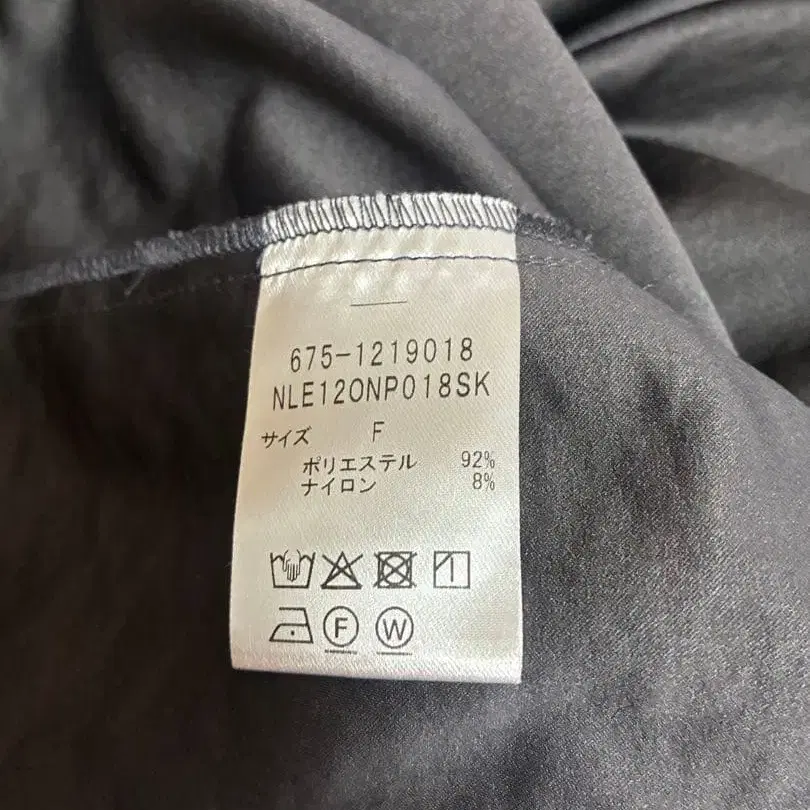 675-1219018
NLE120NP018SK
サイズ F
ポリエステル 92%
ナイロン 8%
F W